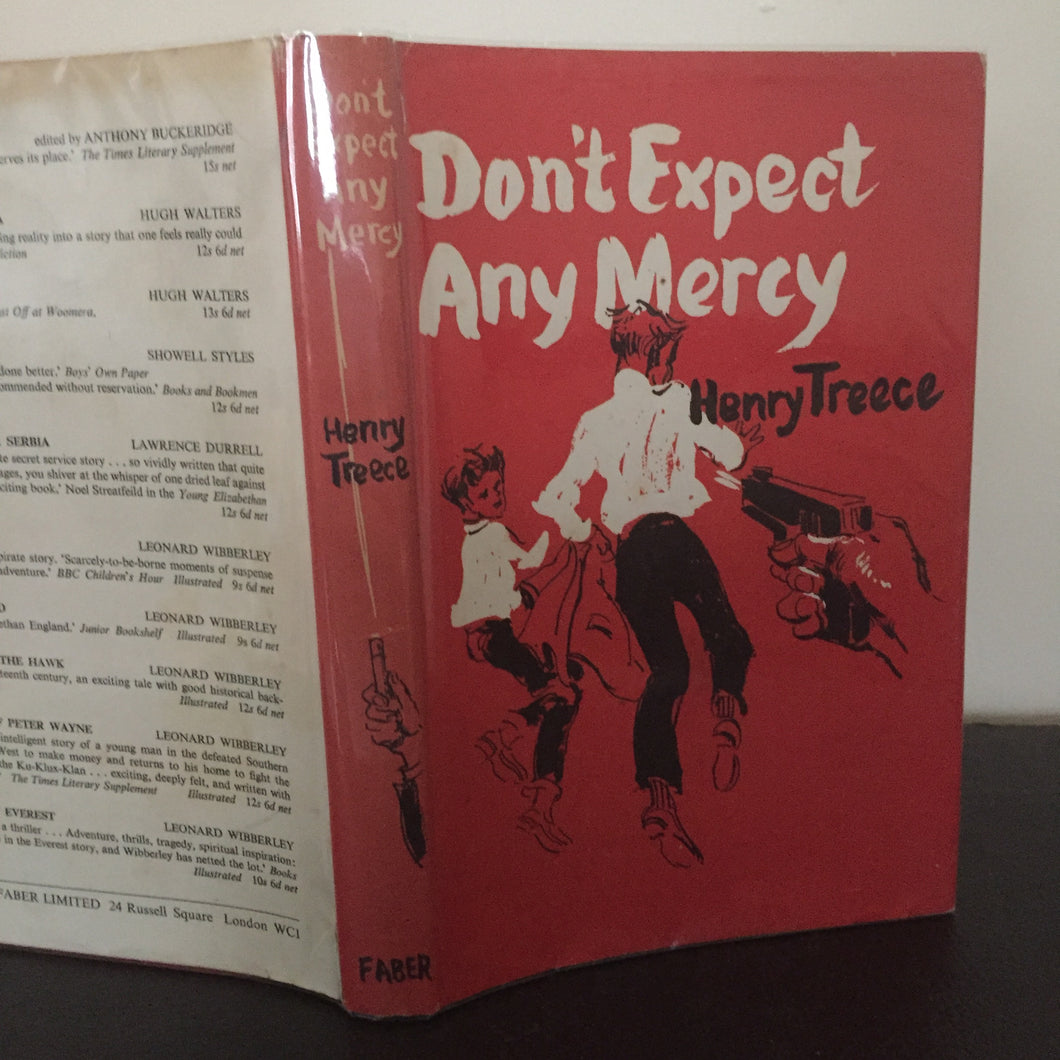 edited by ANTHONY BUCKERIDGE
erves its place.' The Times Literary Supplement
15s net
A HUGH WALTERS
ing reality into a story that one feels really could
iction 12s 6d net
HUGH WALTERS
st Off at Woomera. 13s 6d net
SHOWELL STYLES
done better.' Boys' Own Paper
ommended without reservation.' Books and Bookmen
12s 6d net
SERBIA LAWRENCE DURRELL
te secret service story . . . so vividly written that quite
ages, you shiver at the whisper of one dried leaf against
citing book,' Noel Streatfeild in the Young Elizabethan
12s 6d net
LEONARD WIBBERLEY
pirate story. 'Scarcely-to-be-borne moments of suspense
adventure.' BBC Children's Hour Illustrated 9s 6d net
D LEONARD WIBBERLEY
ethan England.' Junior Bookshelf Illustrated 9s 6d net
THE HAWK LEONARD WIBBERLEY
teenth century, an exciting tale with good historical back-
Illustrated 12s 6d net
F PETER WAYNE LEONARD WIBBERLEY
intelligent story of a young man in the defeated Southern
West to make money and returns to his home to fight the
the Ku-Klux-Klan . . . exciting, deeply felt, and written with
The Times Literary Supplement Illustrated 12s 6d net
EVEREST LEONARD WIBBERLEY
a thriller . . . Adventure, thrills, tragedy, spiritual inspiration:
in the Everest story, and Wibberley has netted the lot.' Books
Illustrated 10s 6d net
FABER LIMITED 24 Russell Square London WC1
Don't
Expect
Any
Mercy
Henry
Treece
FABER
Don't Expect
Any Mercy
Henry Treece